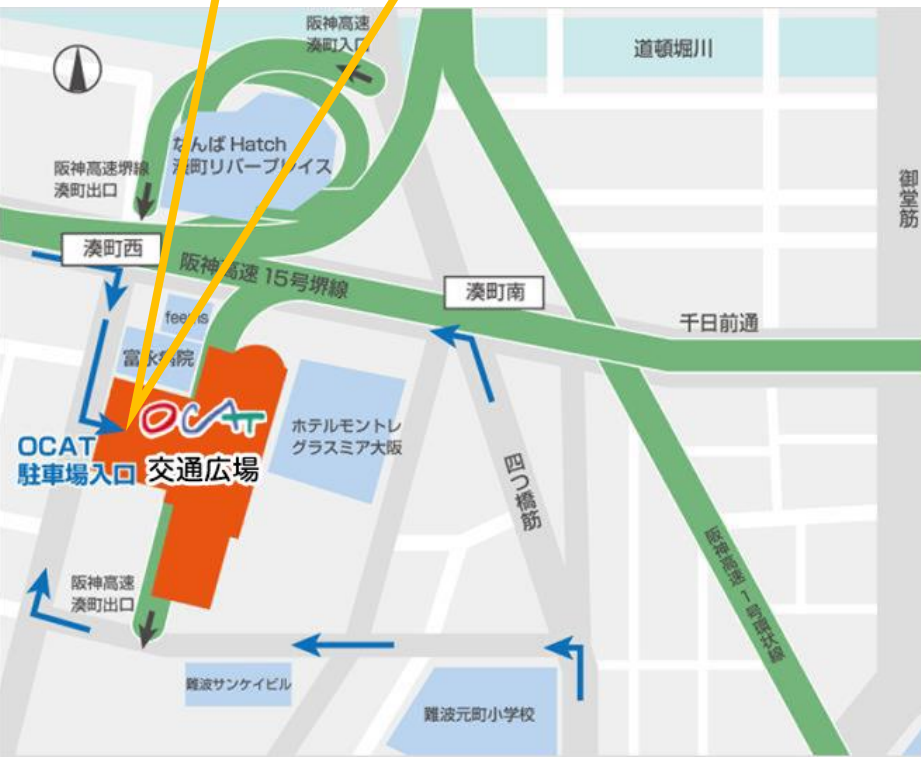 阪神高速
湊町入口
道頓堀川
なんば Hatch
湊町リバープレイス
阪神高速堺線
湊町出口
御堂筋
湊町西
阪神高速 15号堺線
湊町南
千日前通
feeeks
富永病院
OCAT
交通広場
ホテルモントレ
グラスミア大阪
OCAT
駐車場入口
四つ橋筋
阪神高速 1号環状線
阪神高速
湊町出口
難波サンケイビル
難波元町小学校